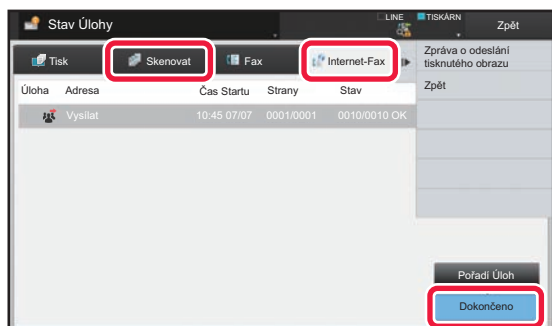 Stav Úlohy
LINE
TISKÁRN
Zpět
Tisk
Skenovat
Fax
Internet-Fax
Zpráva o odeslání
tisknutého obrazu
Zpět
Úloha Adresa Čas Startu Strany Stav
Vysílat 10:45 07/07 0001/0001 0010/0010 OK
Pořadí Úloh
Dokončeno